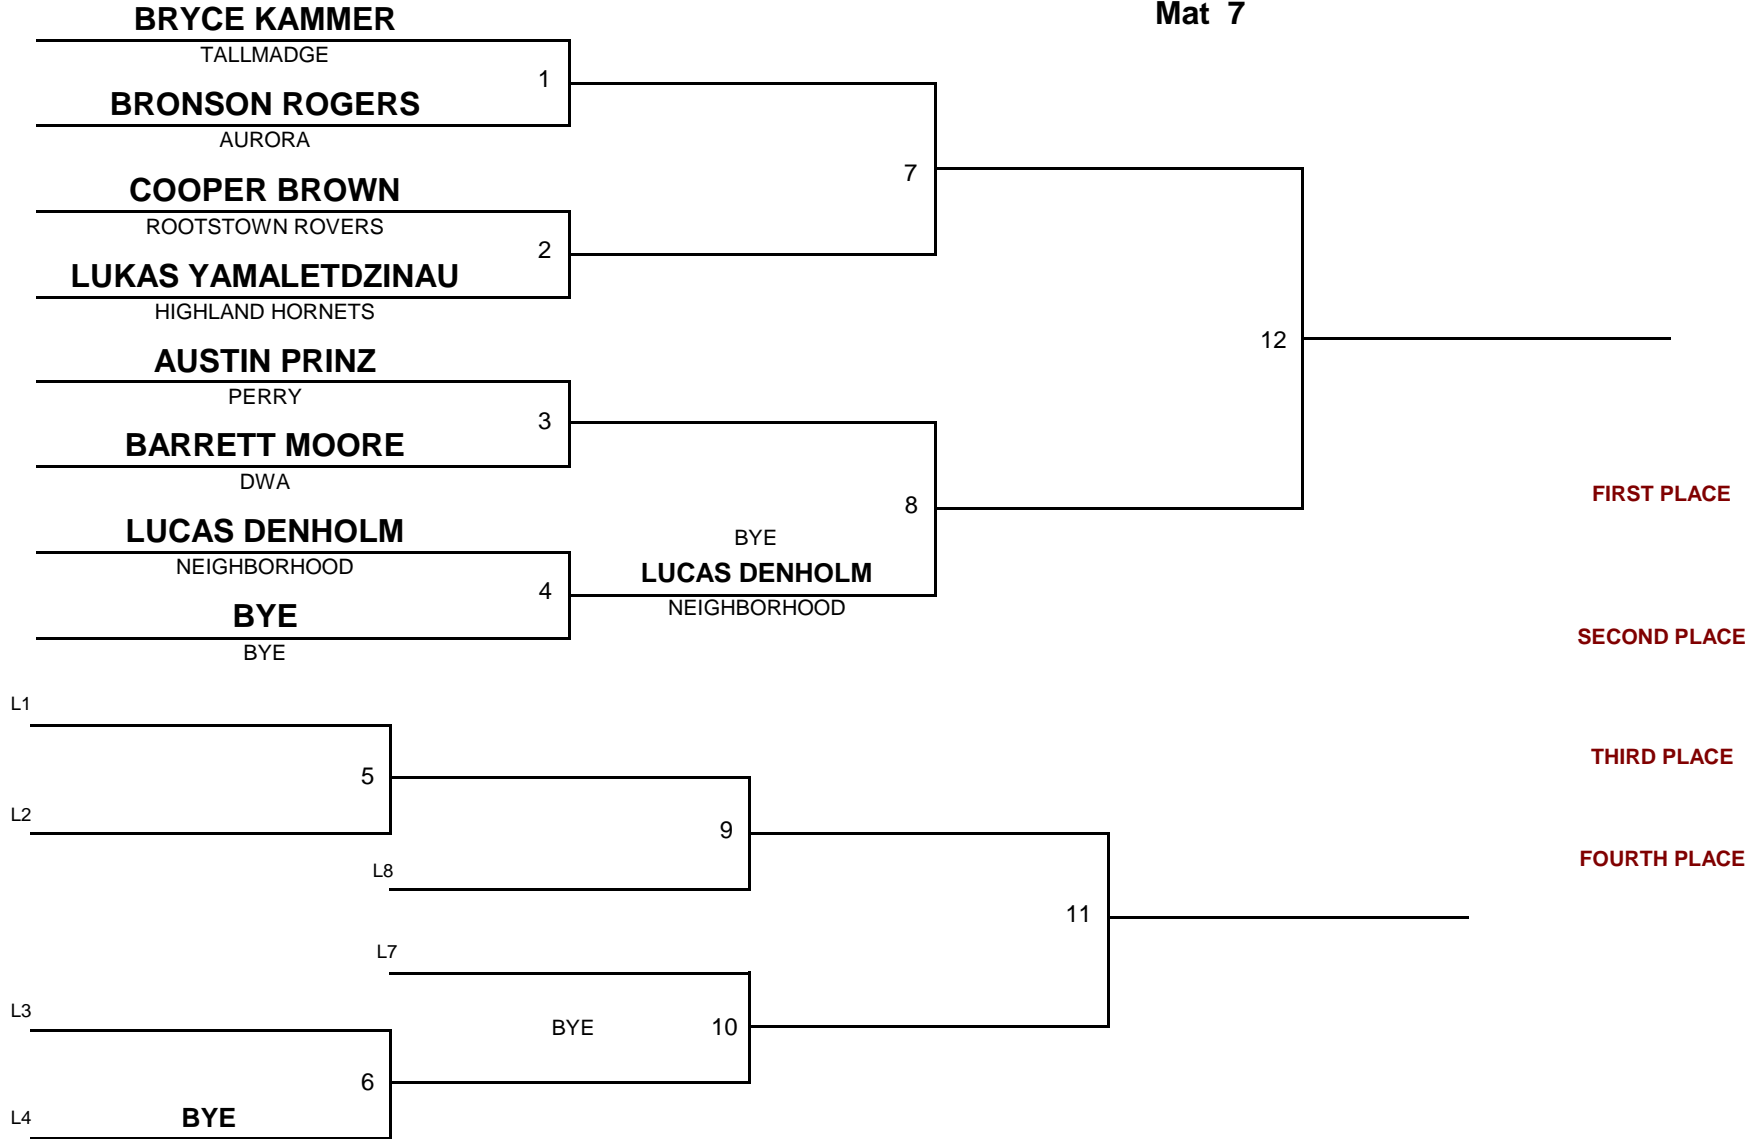 Mat 7
BRYCE KAMMER
TALLMADGE
1
BRONSON ROGERS
AURORA
7
COOPER BROWN
ROOTSTOWN ROVERS
2
LUKAS YAMALETDZINAU
HIGHLAND HORNETS
12
AUSTIN PRINZ
PERRY
3
BARRETT MOORE
DWA
8
FIRST PLACE
LUCAS DENHOLM
NEIGHBORHOOD
BYE
LUCAS DENHOLM
NEIGHBORHOOD
4
BYE
BYE
SECOND PLACE
L1
5
THIRD PLACE
L2
9
L8
FOURTH PLACE
11
L7
L3
BYE
10
6
L4
BYE